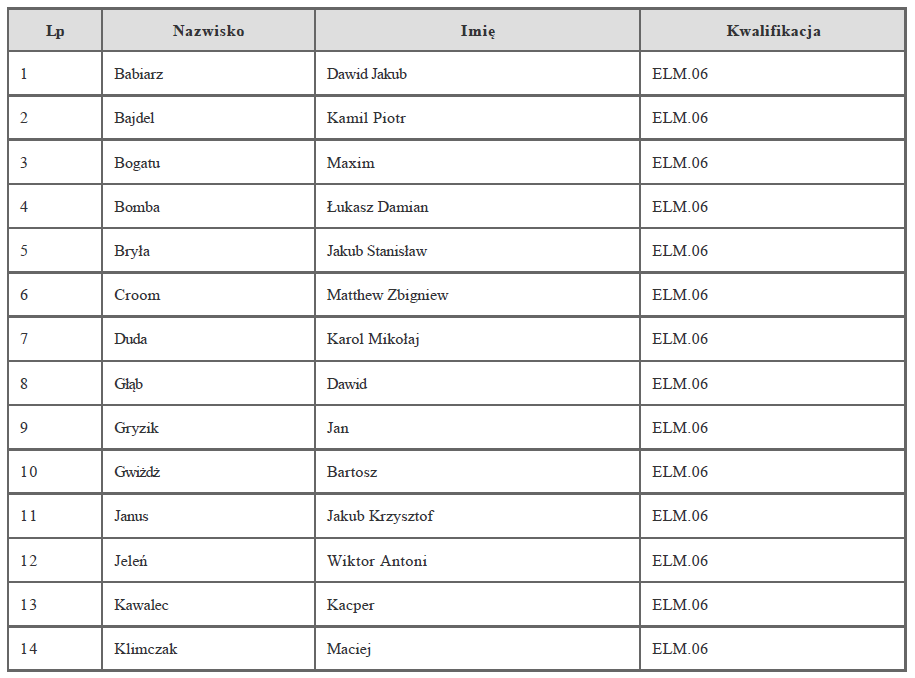 Lp Nazwisko Imię Kwalifikacja
1 Babiarz Dawid Jakub ELM.06
2 Bajdel Kamil Piotr ELM.06
3 Bogatu Maxim ELM.06
4 Bomba Łukasz Damian ELM.06
5 Bryła Jakub Stanisław ELM.06
6 Croom Matthew Zbigniew ELM.06
7 Duda Karol Mikołaj ELM.06
8 Głąb Dawid ELM.06
9 Gryzik Jan ELM.06
10 Gwiżdż Bartosz ELM.06
11 Janus Jakub Krzysztof ELM.06
12 Jeleń Wiktor Antoni ELM.06
13 Kawalec Kacper ELM.06
14 Klimczak Maciej ELM.06